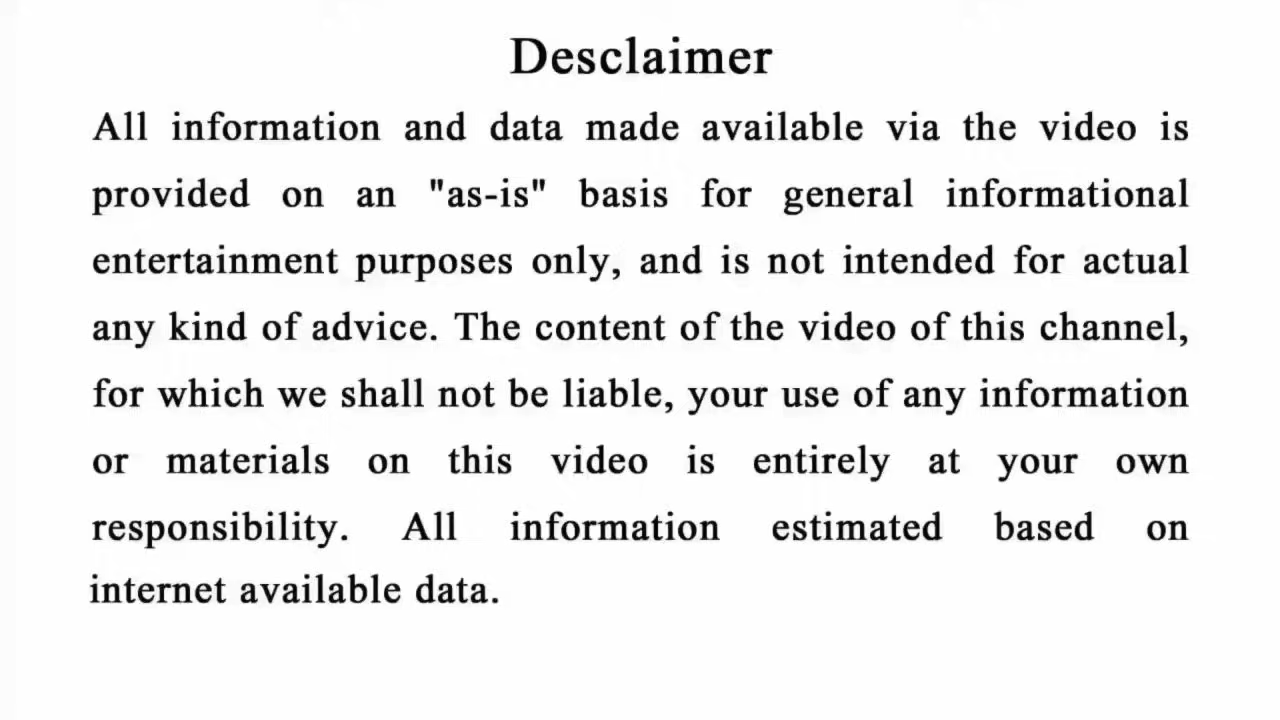 Desclaimer
All information and data made available via the video is
provided on an "as-is" basis for general informational
entertainment purposes only, and is not intended for actual
any kind of advice. The content of the video of this channel,
for which we shall not be liable, your use of any information
or materials on this video is entirely at your own
responsibility. All information estimated based on
internet available data.